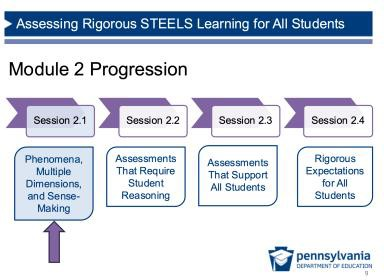 Assessing Rigorous STEELS Learning for All Students
Module 2 Progression
Session 2.1
Session 2.2
Session 2.3
Session 2.4
Phenomena,
Multiple
Dimensions,
and Sense-
Making
Assessments
That Require
Student
Reasoning
Assessments
That Support
All Students
Rigorous
Expectations
for All
Students
pennsylvania
DEPARTMENT OF EDUCATION
9